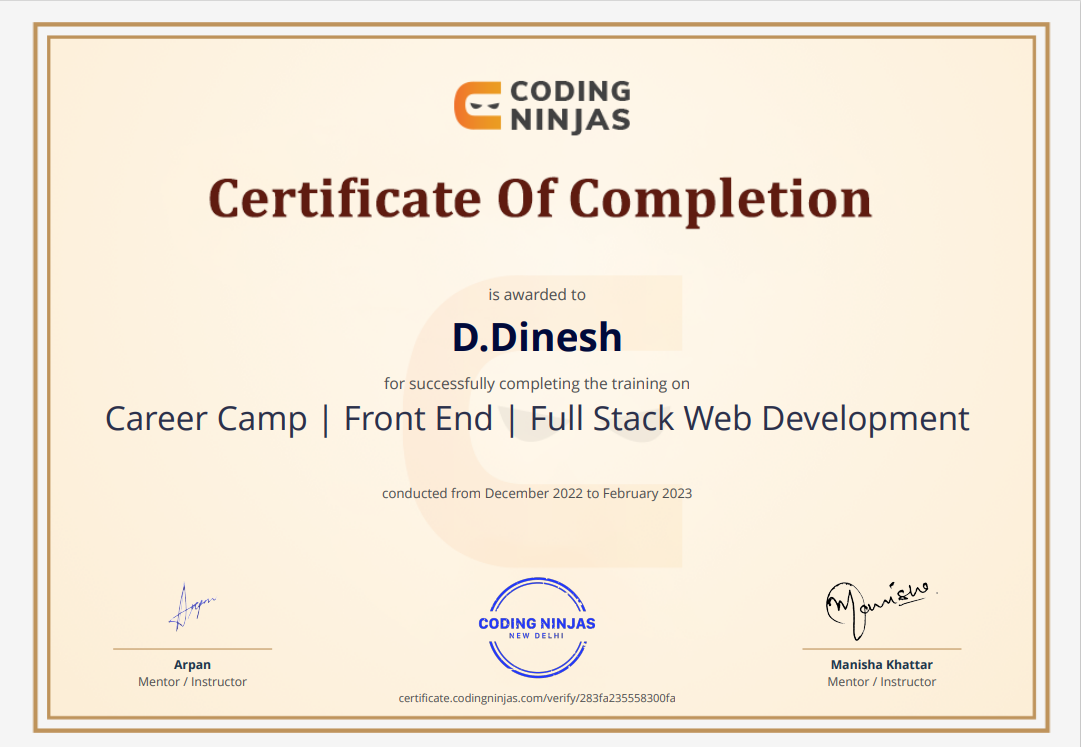 CODING
NINJAS
Certificate Of Completion
is awarded to
D.Dinesh
for successfully completing the training on
Career Camp | Front End | Full Stack Web Development
conducted from December 2022 to February 2023
Arpan
Manisha
CODING NINJAS
NEW DELHI
Arpan
Mentor / Instructor
Manisha Khattar
Mentor / Instructor
certificate.codingninjas.com/verify/283fa235558300fa